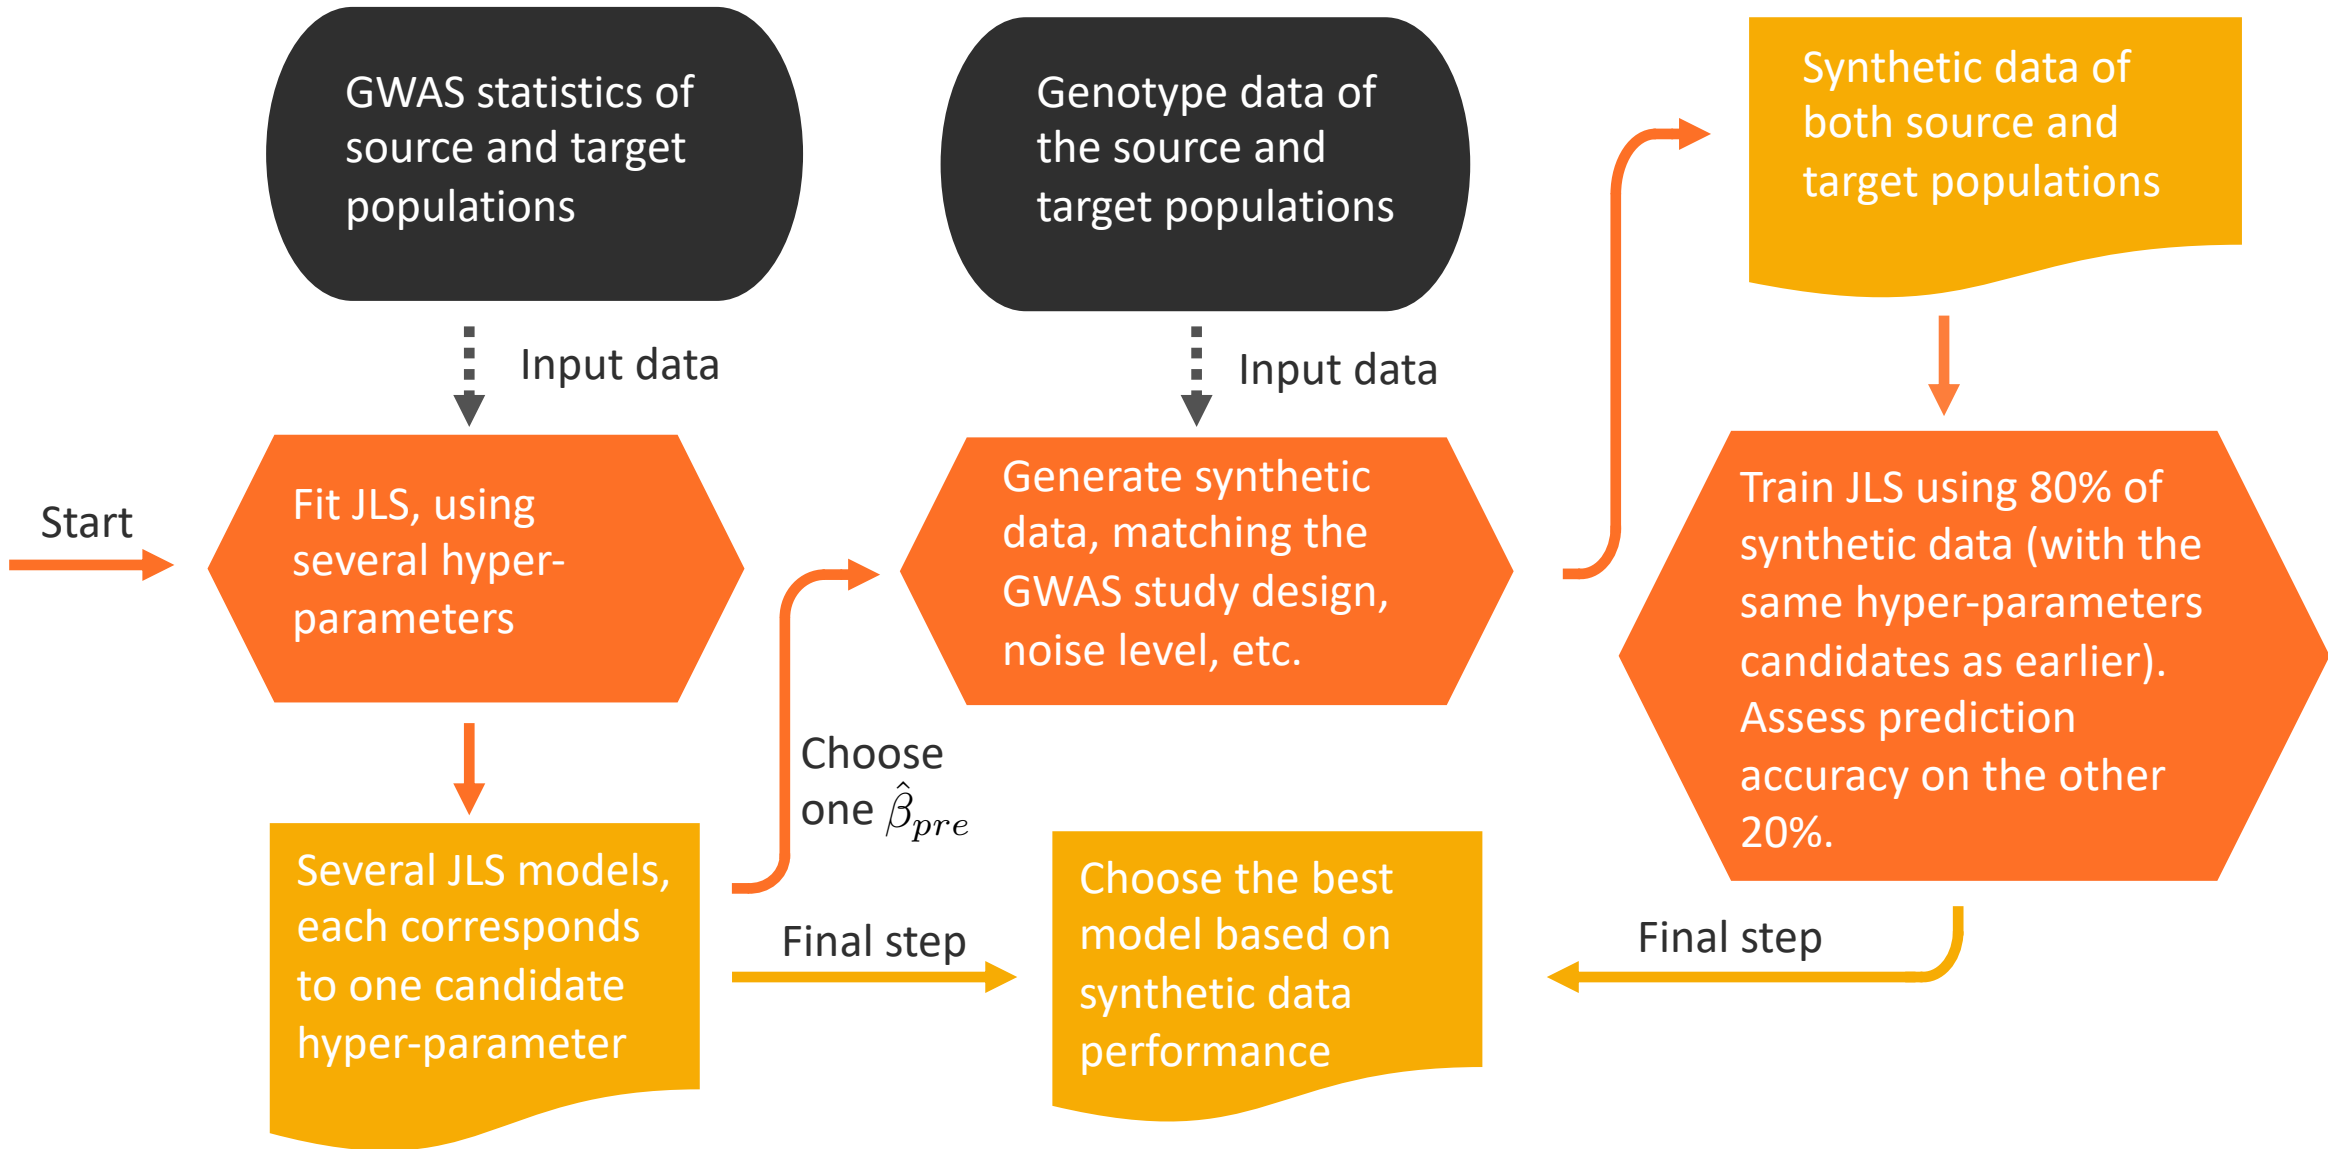 GWAS statistics of
source and target
populations
Genotype data of
the source and
target populations
Synthetic data of
both source and
target populations
Input data
Input data
Start
Fit JLS, using
several hyper-
parameters
Generate synthetic
data, matching the
GWAS study design,
noise level, etc.
Train JLS using 80% of
synthetic data (with the
same hyper-parameters
candidates as earlier).
Assess prediction
accuracy on the other
20%.
Choose
one β̂_pre
Several JLS models,
each corresponds
to one candidate
hyper-parameter
Final step
Choose the best
model based on
synthetic data
performance
Final step